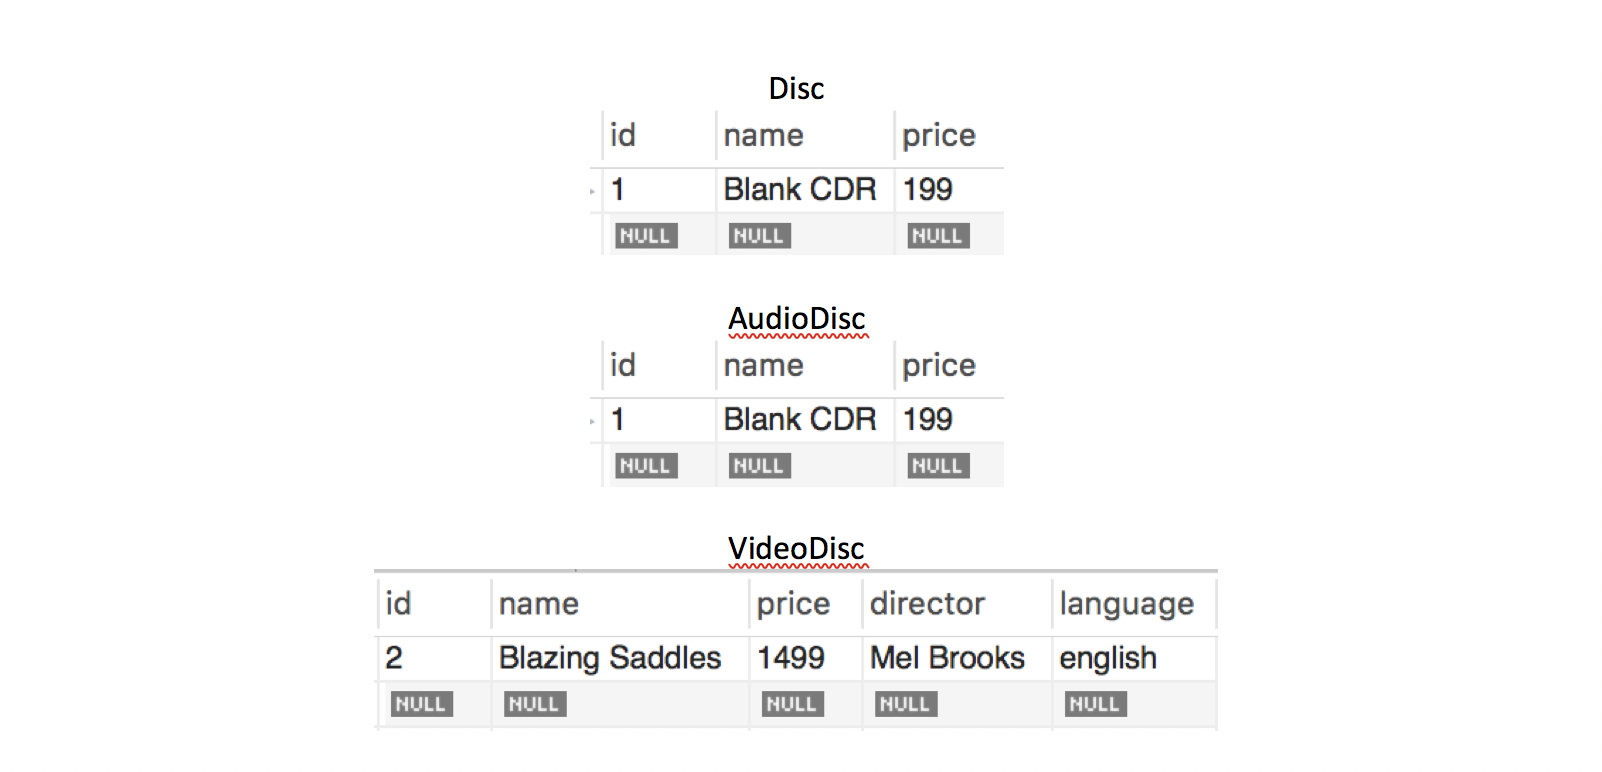 Disc
id name price
1 Blank CDR 199
NULL NULL NULL
AudioDisc
id name price
1 Blank CDR 199
NULL NULL NULL
VideoDisc
id name price director language
2 Blazing Saddles 1499 Mel Brooks english
NULL NULL NULL NULL NULL